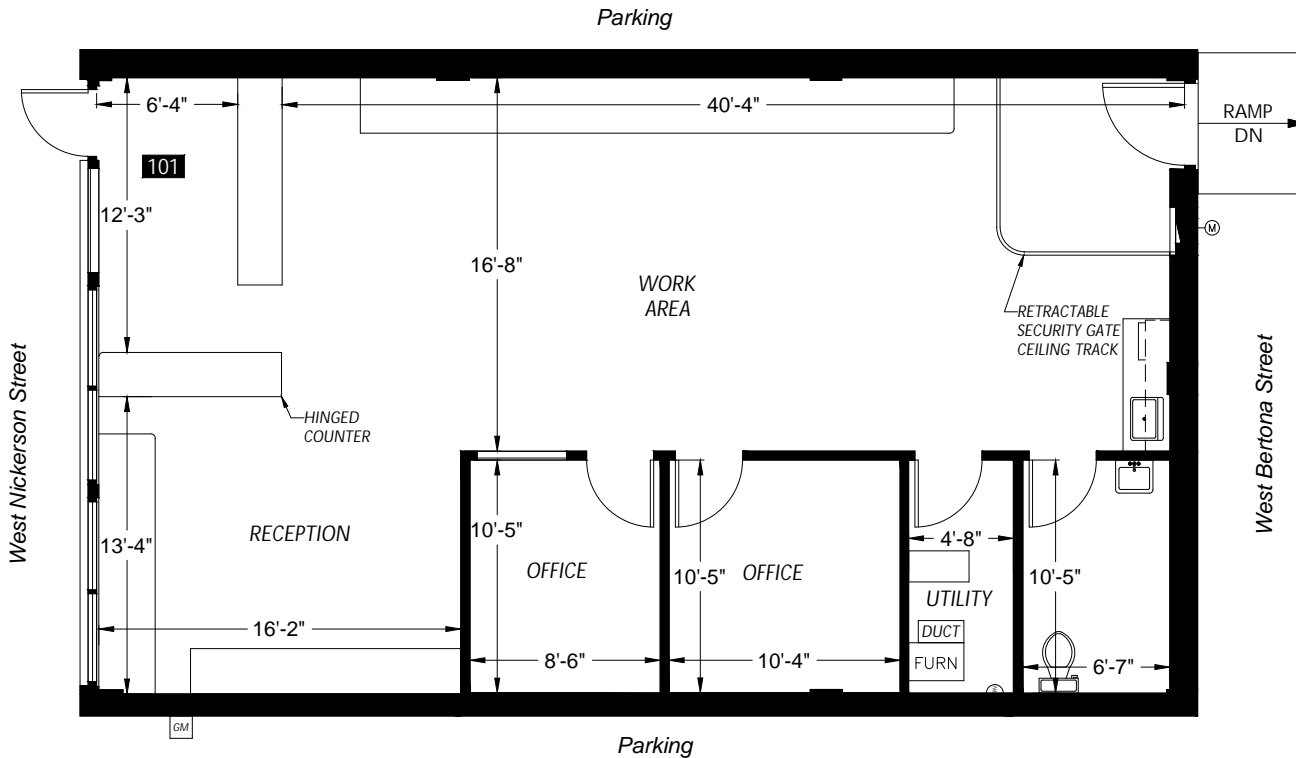 Parking
6'-4"
40'-4"
RAMP
DN
101
12'-3"
16'-8"
M
WORK
AREA
RETRACTABLE
SECURITY GATE
CEILING TRACK
West Nickerson Street
West Bertona Street
HINGED
COUNTER
RECEPTION
13'-4"
10'-5"
OFFICE
10'-5"
OFFICE
4'-8"
UTILITY
10'-5"
DUCT
FURN
16'-2"
8'-6"
10'-4"
6'-7"
GM
Parking